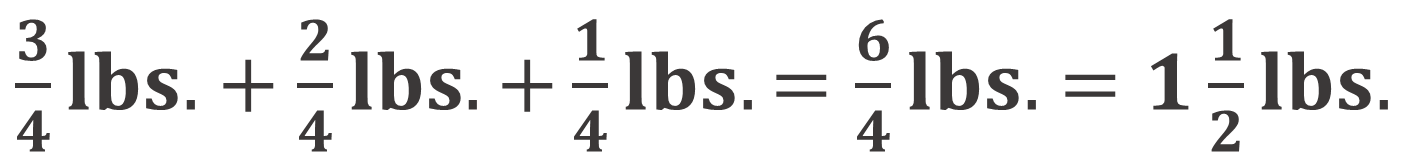 3/4 lbs. + 2/4 lbs. + 1/4 lbs. = 6/4 lbs. = 1 1/2 lbs.